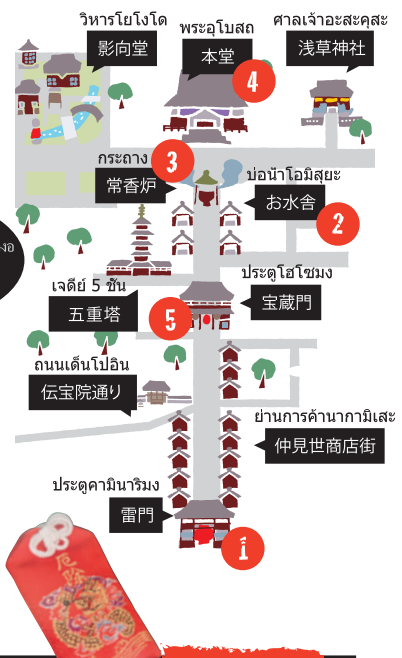 วิหารโยโงโด
影向堂
พระอุโบสถ
本堂
4
ศาลเจ้าอะสะคุสะ
浅草神社
กระถาง
常香炉
3
บ่อน้ำโอมิสุยะ
お水舎
2
งอ
เจดีย์ 5 ชั้น
五重塔
5
ประตูโฮโซมง
宝蔵門
ถนนเด็นโปอิน
伝宝院通り
ย่านการค้านากามิเสะ
仲見世商店街
ประตูคามินาริมง
雷門
1
厄除